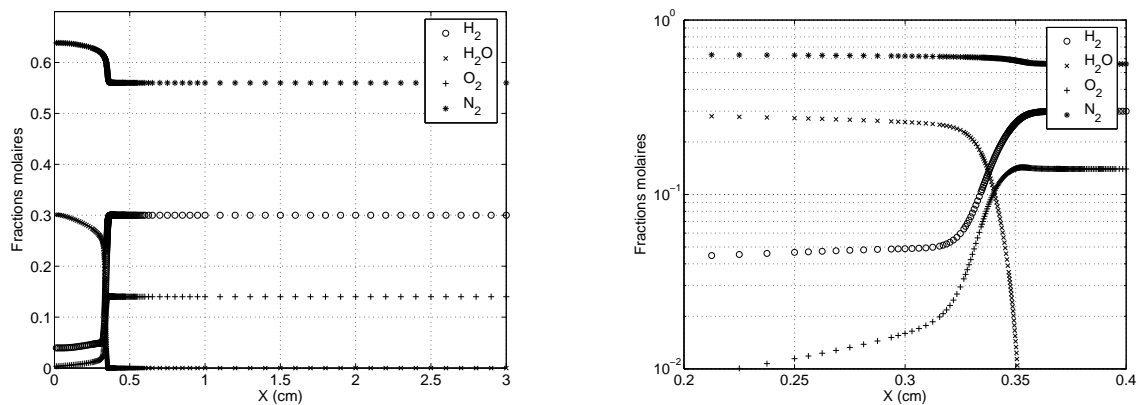 0.6
0.5
0.4
0.3
0.2
0.1
0
0 0.5 1 1.5 2 2.5 3
X (cm)
Fractions molaires
H₂
H₂O
O₂
N₂
10⁰
10⁻¹
10⁻²
0.2 0.25 0.3 0.35 0.4
X (cm)
Fractions molaires
H₂
H₂O
O₂
N₂